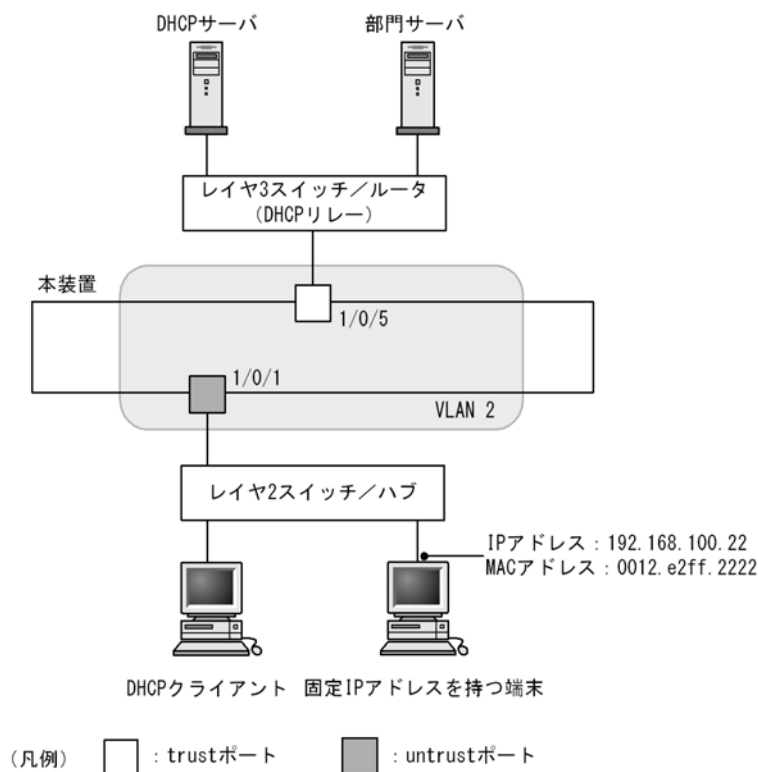 DHCPサーバ
部門サーバ
レイヤ3スイッチ／ルータ
(DHCPリレー)
本装置
1/0/5
1/0/1
VLAN 2
レイヤ2スイッチ／ハブ
IPアドレス：192.168.100.22
MACアドレス：0012.e2ff.2222
DHCPクライアント
固定IPアドレスを持つ端末
(凡例)
：trustポート
：untrustポート